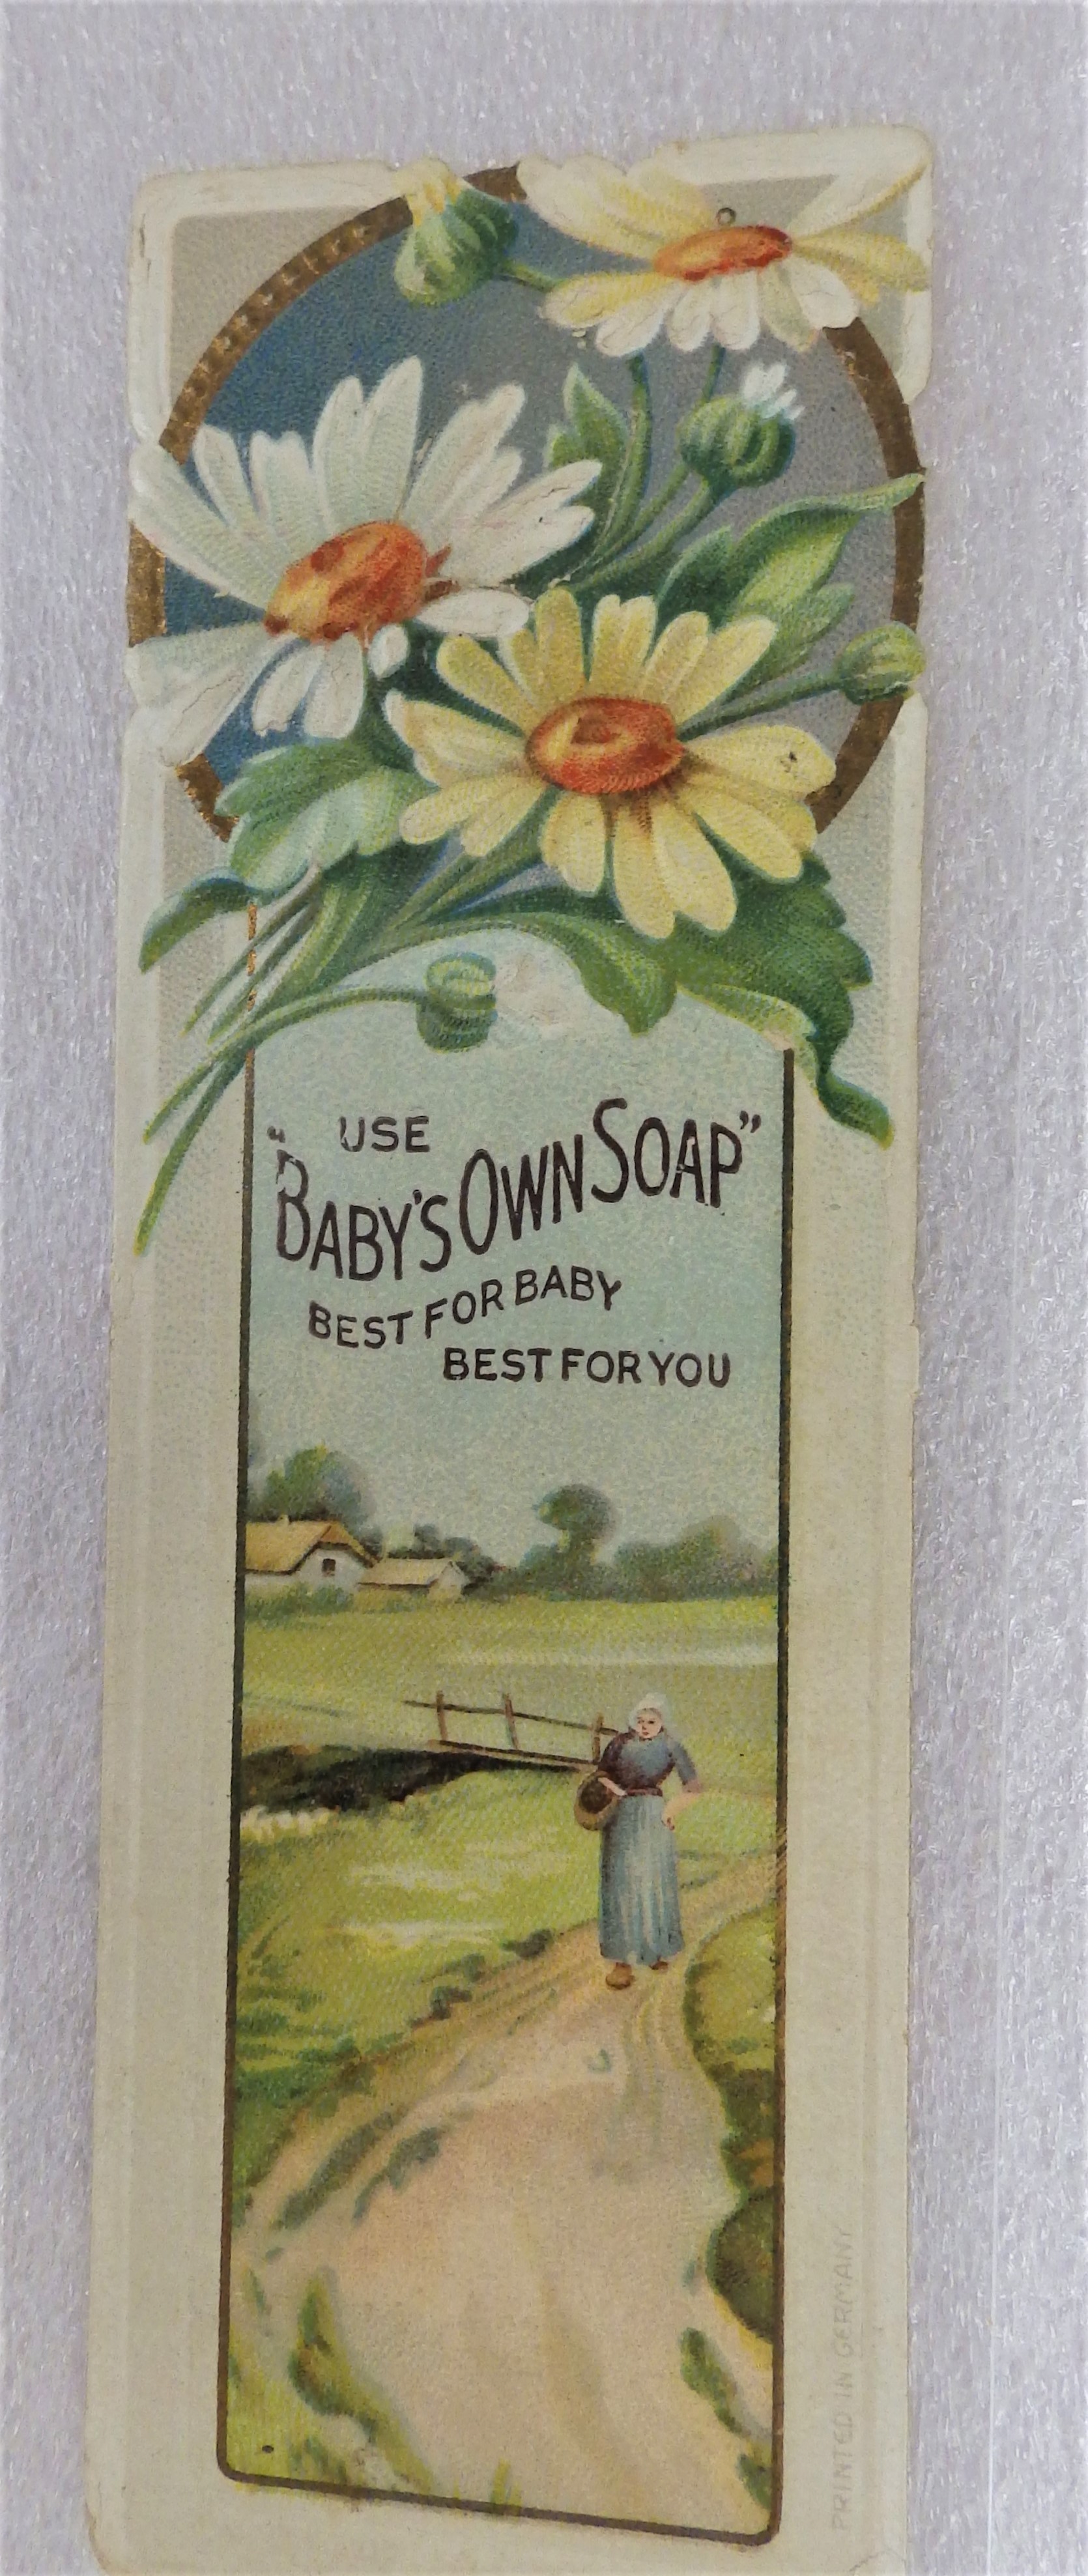 USE
"BABY'S OWN SOAP"
BEST FOR BABY
BEST FOR YOU
PRINTED IN GERMANY